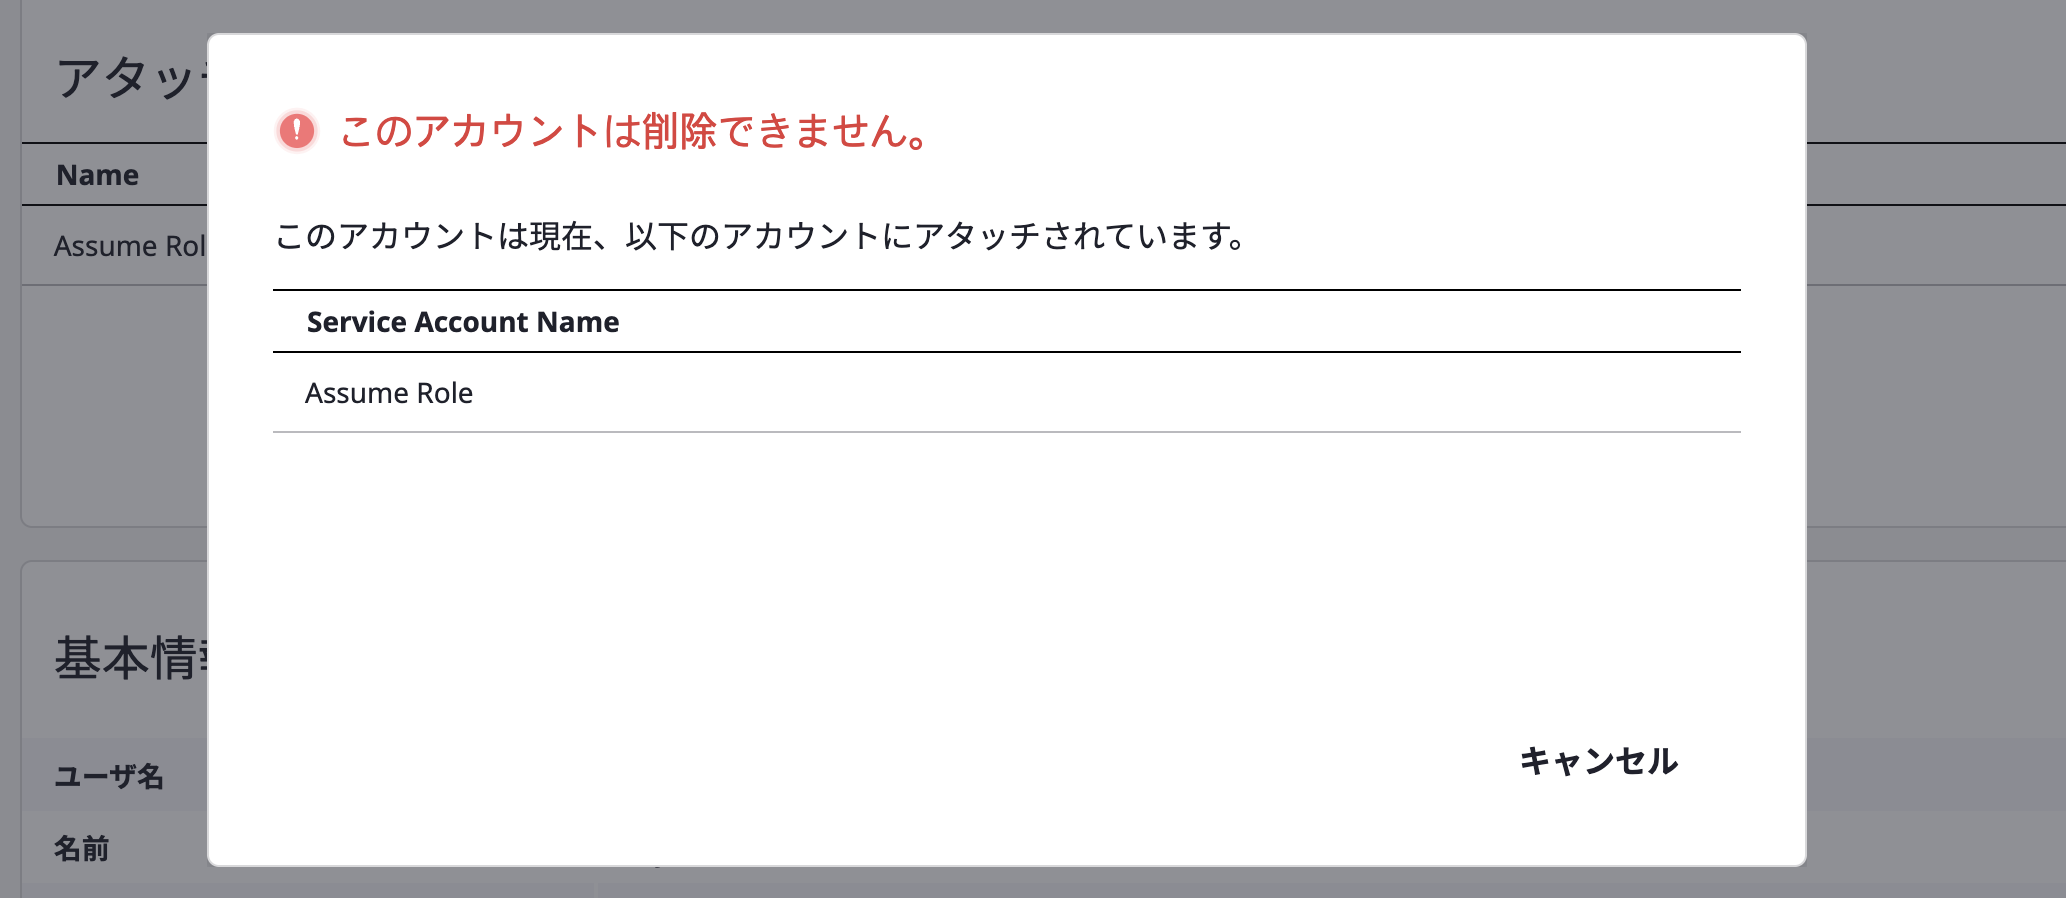 アタッ
Name
Assume Rol
このアカウントは削除できません。
このアカウントは現在、以下のアカウントにアタッチされています。
Service Account Name
Assume Role
キャンセル
基本情
ユーザ名
名前